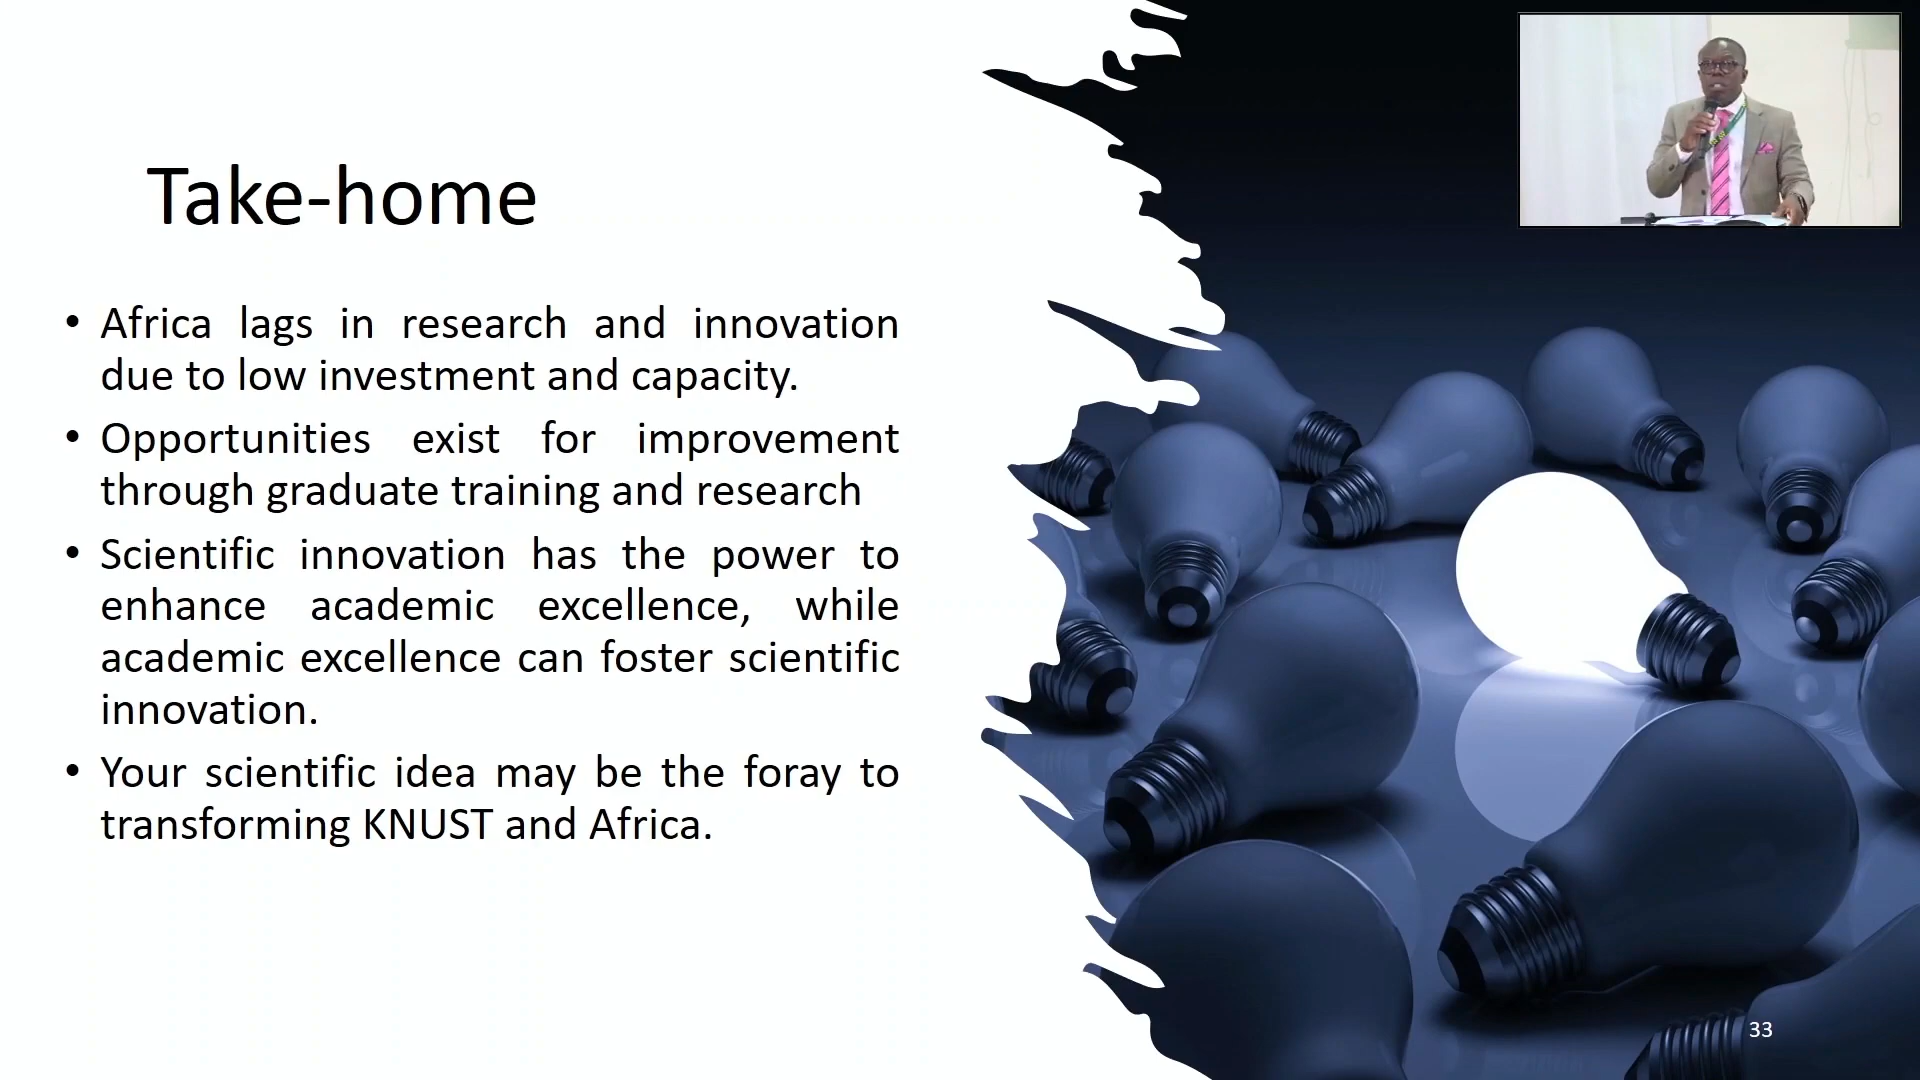 Take-home
• Africa lags in research and innovation
due to low investment and capacity.
• Opportunities exist for improvement
through graduate training and research
• Scientific innovation has the power to
enhance academic excellence, while
academic excellence can foster scientific
innovation.
• Your scientific idea may be the foray to
transforming KNUST and Africa.
33